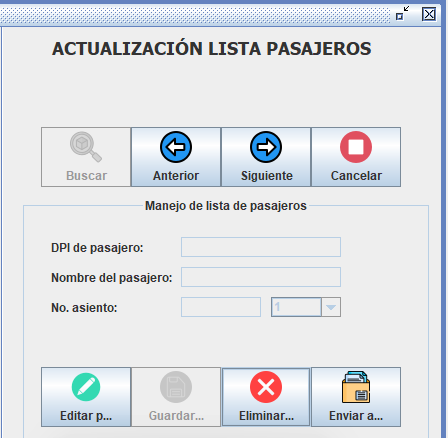 ACTUALIZACIÓN LISTA PASAJEROS
Buscar Anterior Siguiente Cancelar
Manejo de lista de pasajeros
DPI de pasajero:
Nombre del pasajero:
No. asiento: 1
Editar p... Guardar... Eliminar... Enviar a...